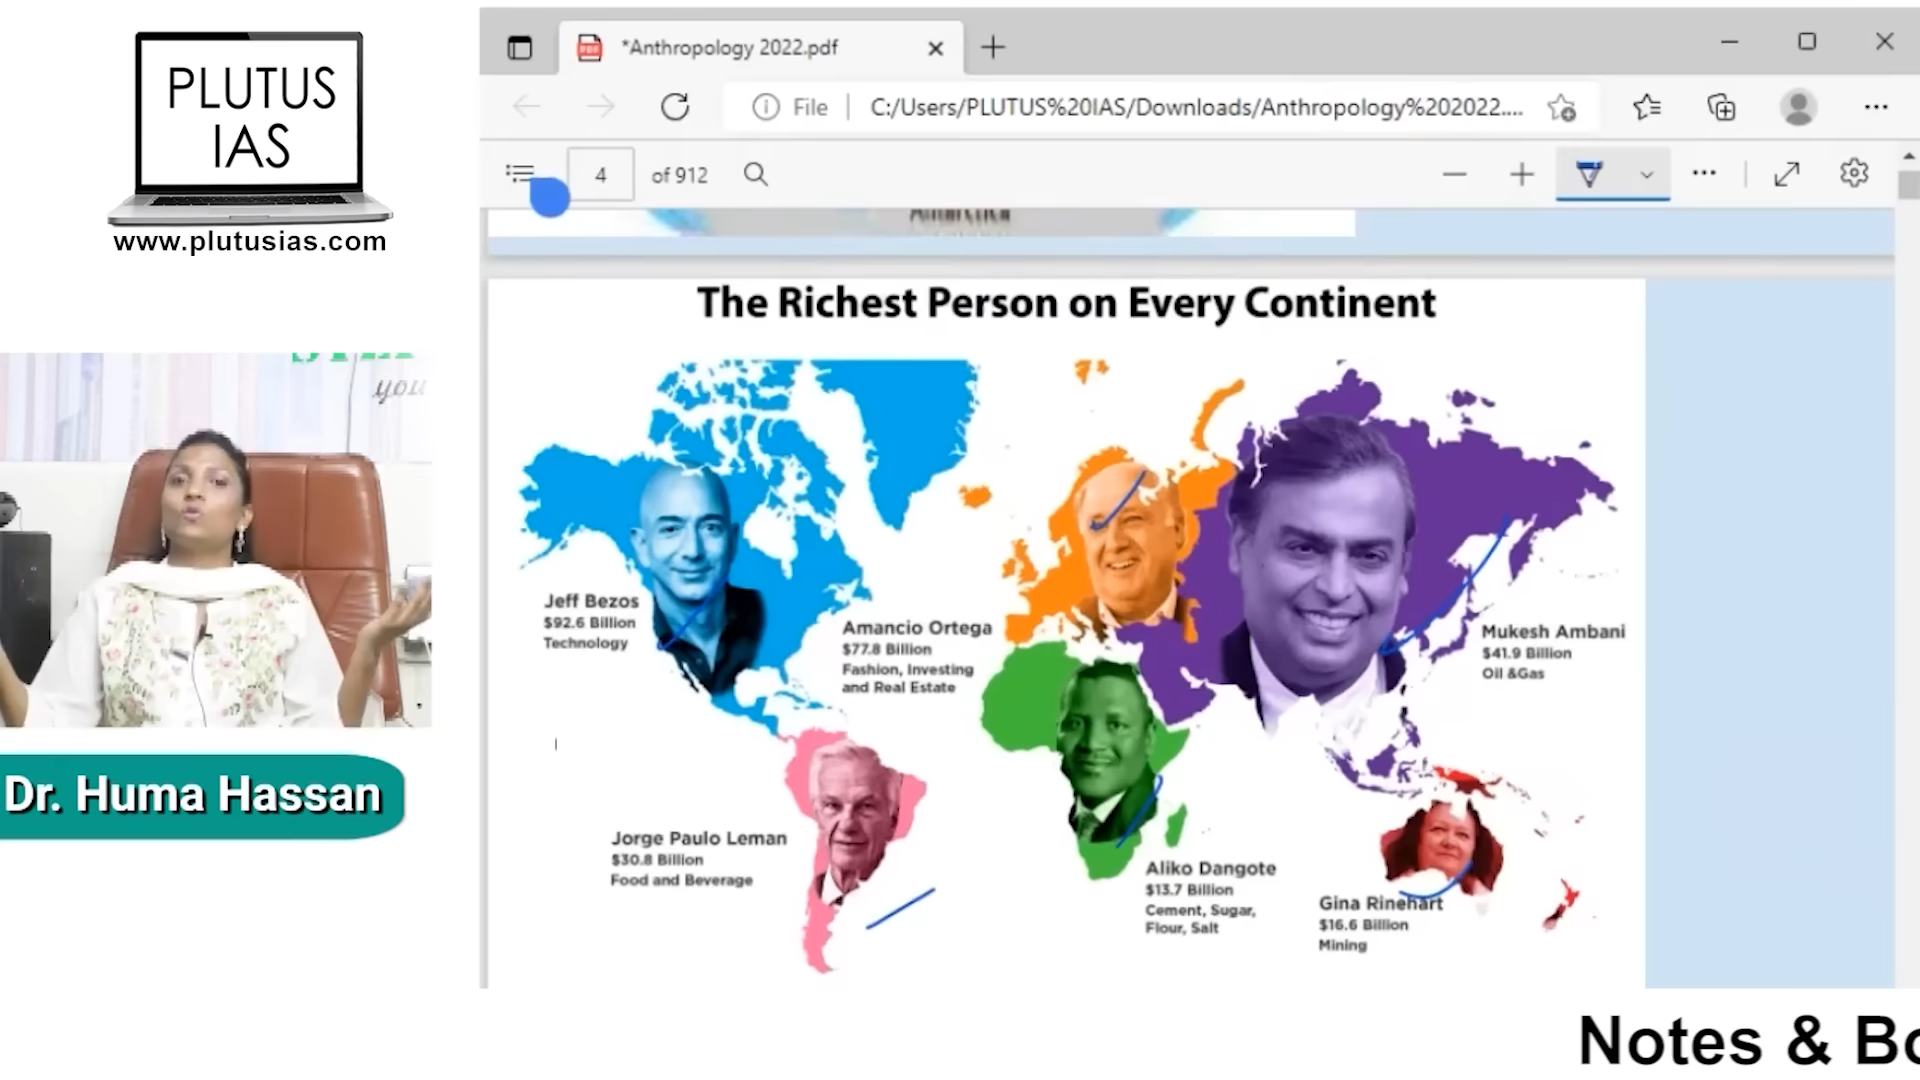 PLUTUS
IAS
www.plutusias.com
you
Dr. Huma Hassan
*Anthropology 2022.pdf
File
C:/Users/PLUTUS%20IAS/Downloads/Anthropology%202022....
4 of 912
The Richest Person on Every Continent
Jeff Bezos
$92.6 Billion
Technology
Amancio Ortega
$77.8 Billion
Fashion, Investing
and Real Estate
Mukesh Ambani
$41.9 Billion
Oil &Gas
Jorge Paulo Leman
$30.8 Billion
Food and Beverage
Aliko Dangote
$13.7 Billion
Cement, Sugar,
Flour, Salt
Gina Rinehart
$16.6 Billion
Mining
Notes & Bo